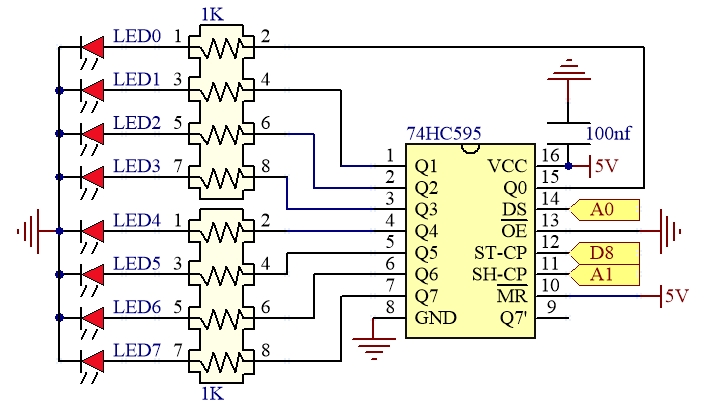 1K
LED0 1 2
LED1 3 4
LED2 5 6
LED3 7 8
LED4 1 2
LED5 3 4
LED6 5 6
LED7 7 8
1K
74HC595
1 Q1 VCC 16
2 Q2 Q0 15
3 Q3 DS 14
4 Q4 OE 13
5 Q5 ST-CP 12
6 Q6 SH-CP 11
7 Q7 MR 10
8 GND Q7' 9
100nf
5V
A0
D8
A1
5V